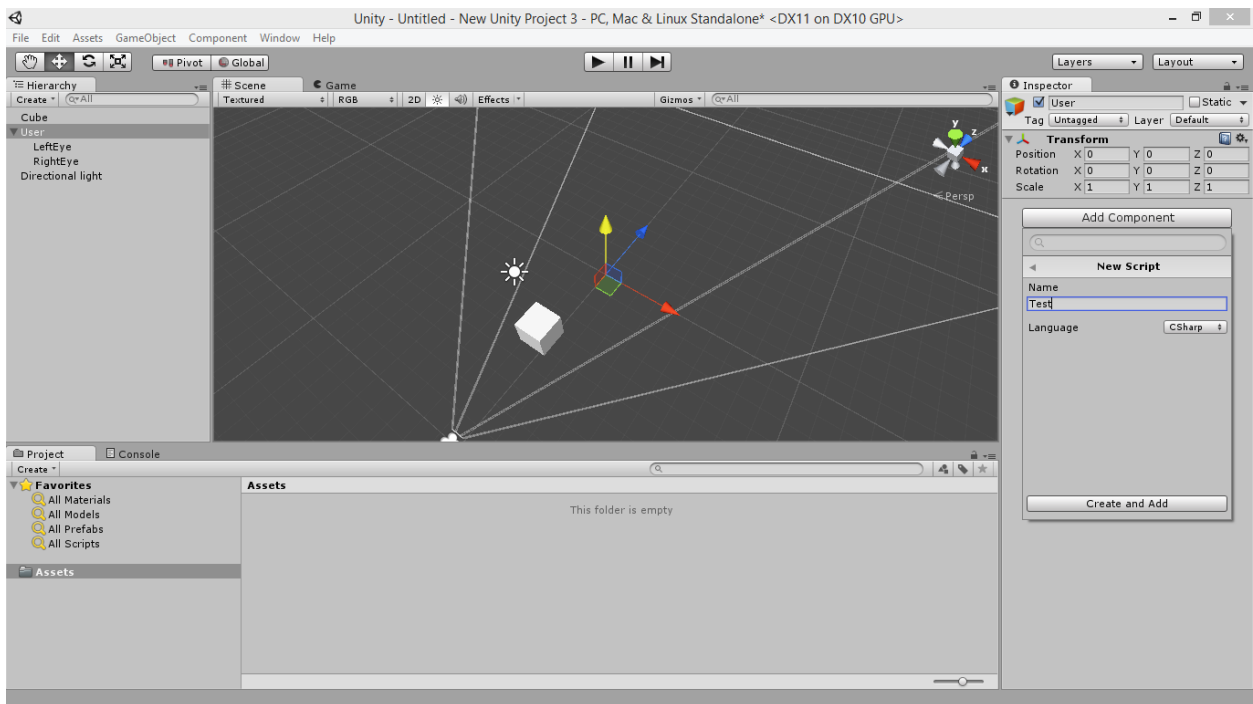 Unity - Untitled - New Unity Project 3 - PC, Mac & Linux Standalone* <DX11 on DX10 GPU>
File Edit Assets GameObject Component Window Help
Pivot Global Layers Layout
Hierarchy
Create All
Cube
User
LeftEye
RightEye
Directional light
Scene Game
Textured RGB 2D Effects Gizmos All
y
z
x
Persp
Inspector
User Static
Tag Untagged Layer Default
Transform
Position X 0 Y 0 Z 0
Rotation X 0 Y 0 Z 0
Scale X 1 Y 1 Z 1
Add Component
New Script
Name
Test
Language CSharp
Create and Add
Project Console
Create
Favorites
All Materials
All Models
All Prefabs
All Scripts
Assets
Assets
This folder is empty